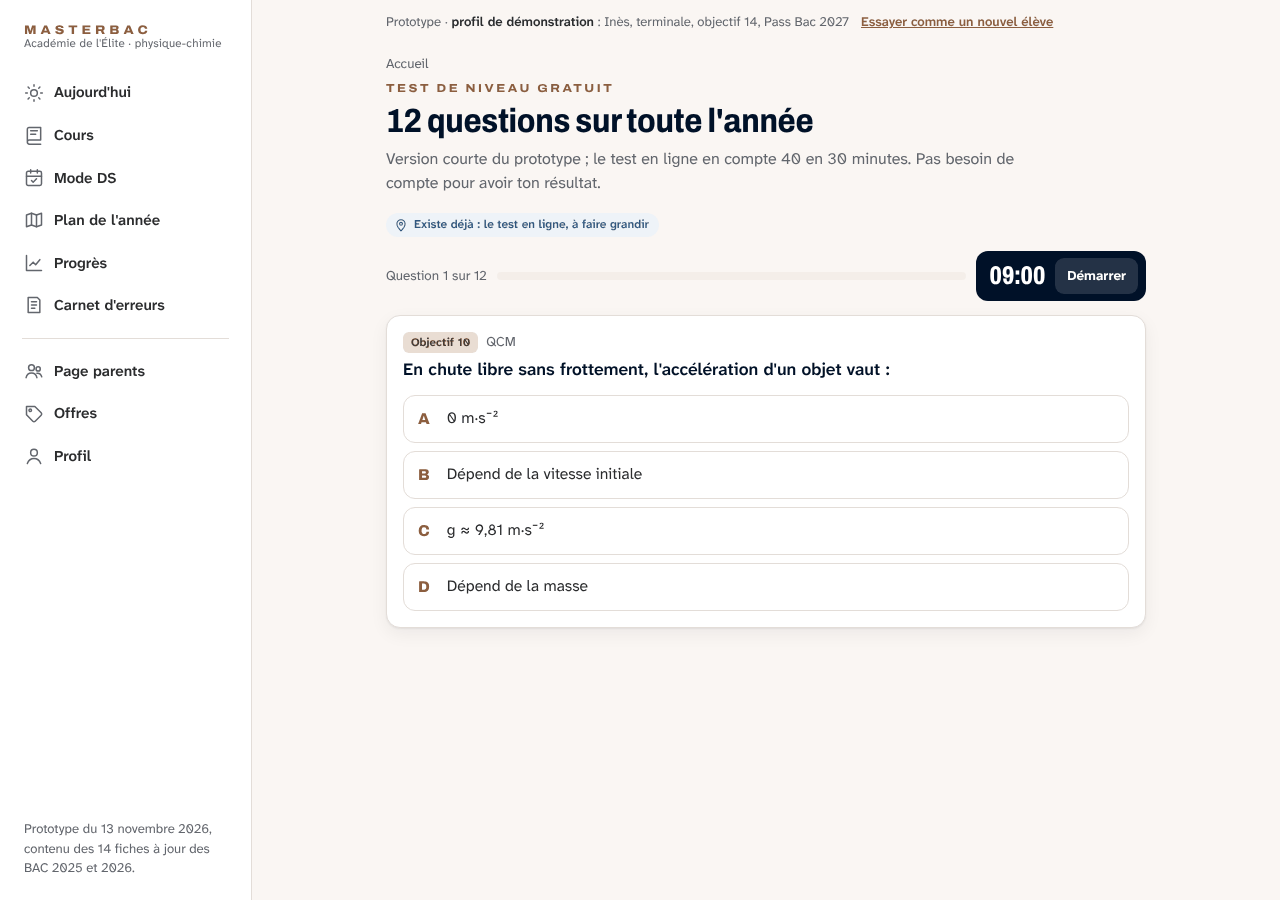 MASTERBAC
Académie de l'Élite · physique-chimie
Aujourd'hui
Cours
Mode DS
Plan de l'année
Progrès
Carnet d'erreurs
Page parents
Offres
Profil
Prototype du 13 novembre 2026,
contenu des 14 fiches à jour des
BAC 2025 et 2026.
Prototype · profil de démonstration : Inès, terminale, objectif 14, Pass Bac 2027 Essayer comme un nouvel élève
Accueil
TEST DE NIVEAU GRATUIT
12 questions sur toute l'année
Version courte du prototype ; le test en ligne en compte 40 en 30 minutes. Pas besoin de
compte pour avoir ton résultat.
Existe déjà : le test en ligne, à faire grandir
Question 1 sur 12
09:00 Démarrer
Objectif 10 QCM
En chute libre sans frottement, l'accélération d'un objet vaut :
A 0 m·s⁻²
B Dépend de la vitesse initiale
C g ≈ 9,81 m·s⁻²
D Dépend de la masse